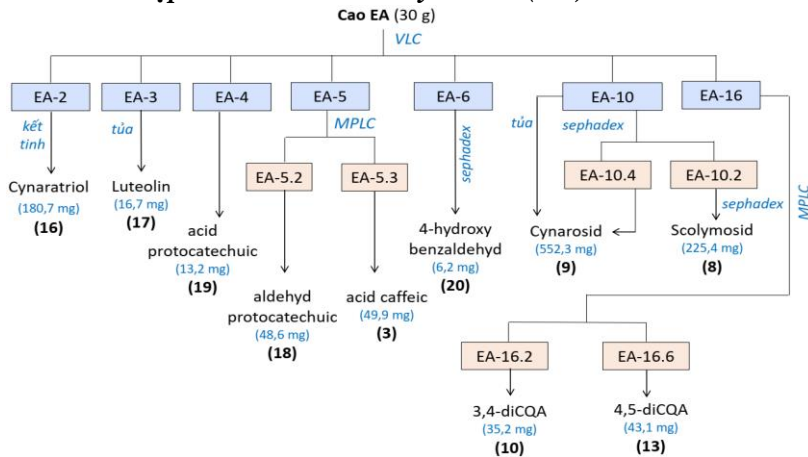 Cao EA (30 g)
VLC
EA-2
EA-3
EA-4
EA-5
EA-6
EA-10
EA-16
kết
tinh
tủa
MPLC
sephadex
tủa
sephadex
MPLC
EA-5.2
EA-5.3
EA-10.4
EA-10.2
sephadex
Cynaratriol
(180,7 mg)
(16)
Luteolin
(16,7 mg)
(17)
acid
protocatechuic
(13,2 mg)
(19)
4-hydroxy
benzaldehyd
(6,2 mg)
(20)
Cynarosid
(552,3 mg)
(9)
Scolymosid
(225,4 mg)
(8)
aldehyd
protocatechuic
(48,6 mg)
(18)
acid caffeic
(49,9 mg)
(3)
EA-16.2
EA-16.6
3,4-diCQA
(35,2 mg)
(10)
4,5-diCQA
(43,1 mg)
(13)